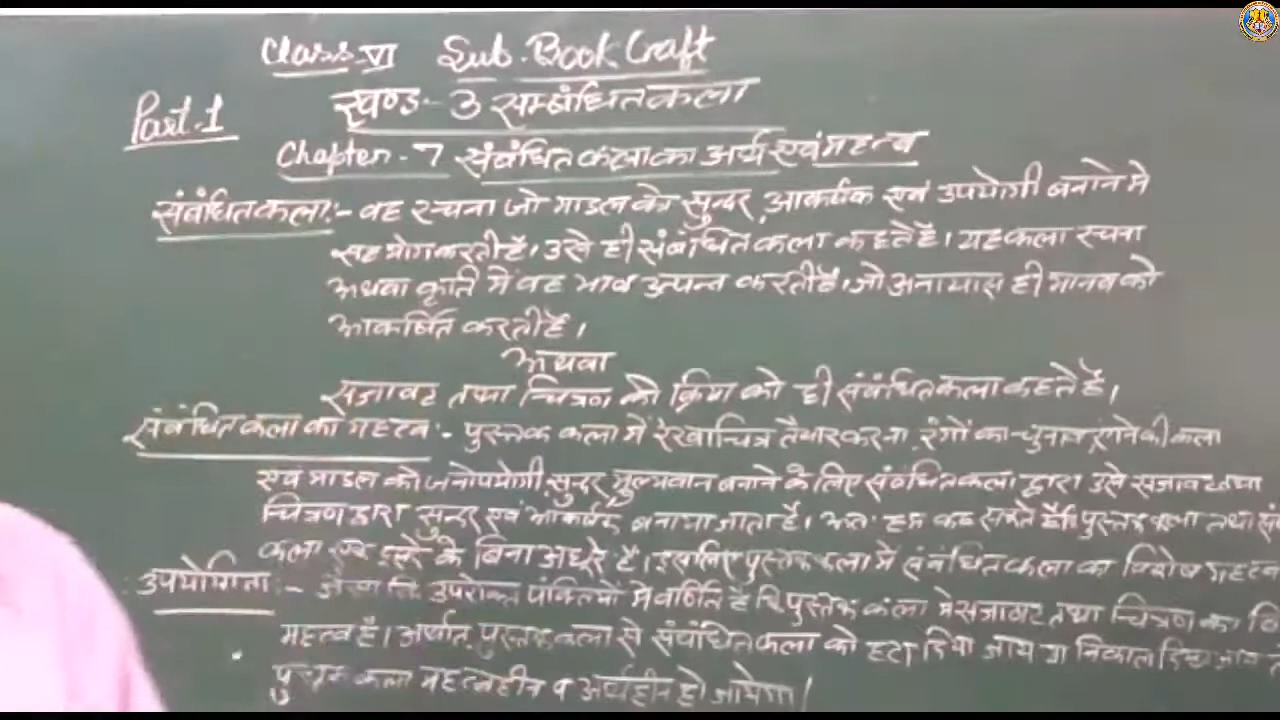 Class-VI Sub. Book Craft
Part.1
खण्ड- 3 सम्बंधित कला
Chapter-7 संबंधित कला का अर्थ एवं महत्व
संबंधित कला:- वह रचना जो माडल को सुन्दर, आकर्षक एवं उपयोगी बनाने मे
सहयोग करती है। उसे ही संबंधित कला कहते हैं। यह कला रचना
अथवा कृति में वह भाव उत्पन्न करती है। जो अनायास ही मानव को
आकर्षित करती है।
अथवा
सजावट तथा चित्रण की क्रिया को ही संबंधित कला कहते हैं।
संबंधित कला का महत्व:- पुस्तक कला में रेखाचित्र तैयार करना, रंगों का चुनाव, रंगने की कला
एवं माडल को जनोपयोगी, सुन्दर, मुल्यवान बनाने के लिए संबंधित कला द्वारा उसे सजावट तथा
चित्रण द्वारा सुन्दर एवं आकर्षक बनाया जाता है। अतः हम कह सकते हैं कि पुस्तक कला तथा सं
कला एक दूसरे के बिना अधूरे है। इसलिए पुस्तक कला में संबंधित कला का विशेष महत्व
उपयोगिता:- जैसा कि उपरोक्त पंक्तियों में वर्णित है कि पुस्तक कला मे सजावट तथा चित्रण का वि
महत्व है। अर्थात् पुस्तक कला से संबंधित कला को हटा दिया जाय या निकाल दिया जाय
पुस्तक कला महत्वहीन व अर्थहीन हो जायेगा।